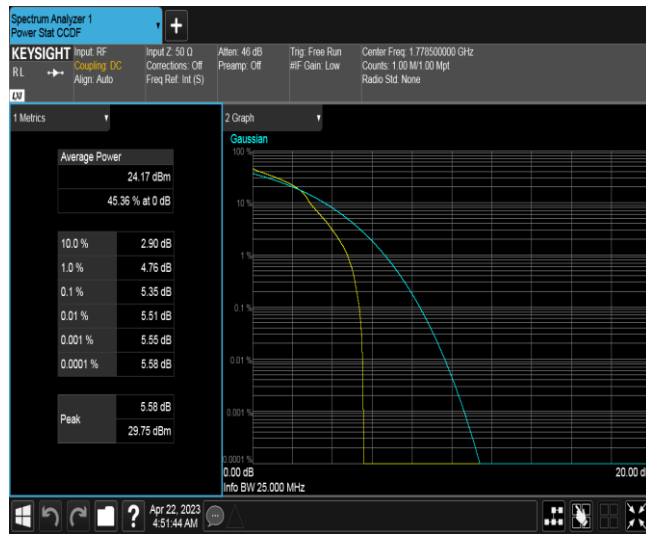 Spectrum Analyzer 1
Power Stat CCDF
+
KEYSIGHT
RL
LXI
Input: RF
Coupling: DC
Align: Auto
Input Z: 50 Ω
Corrections: Off
Freq Ref: Int (S)
Atten: 46 dB
Preamp: Off
Trig: Free Run
#IF Gain: Low
Center Freq: 1.778500000 GHz
Counts: 1.00 M/1.00 Mpt
Radio Std: None
1 Metrics
Average Power
24.17 dBm
45.36 % at 0 dB
10.0 % 2.90 dB
1.0 % 4.76 dB
0.1 % 5.35 dB
0.01 % 5.51 dB
0.001 % 5.55 dB
0.0001 % 5.58 dB
Peak
5.58 dB
29.75 dBm
2 Graph
Gaussian
100 %
10 %
1 %
0.1 %
0.01 %
0.001 %
0.0001 %
0.00 dB
20.00 d
Info BW 25.000 MHz
?
Apr 22, 2023
4:51:44 AM